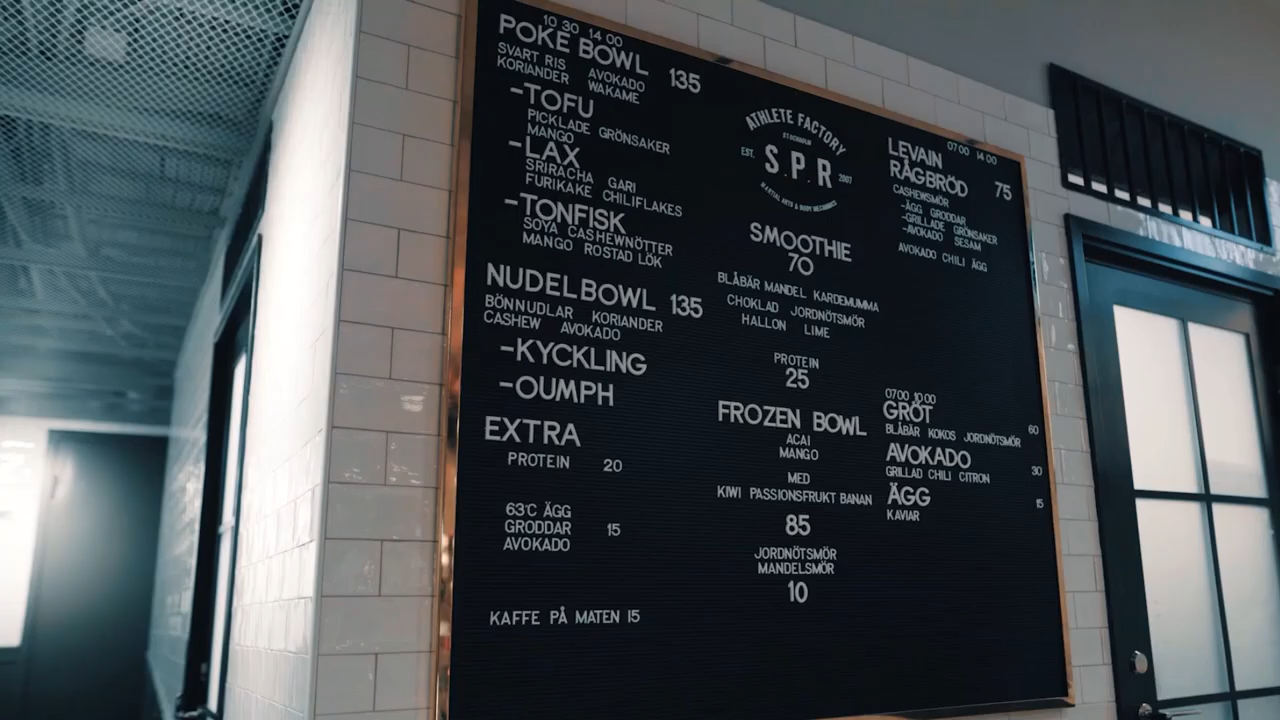 10 30 14 00
POKE BOWL 135
SVART RIS AVOKADO
KORIANDER WAKAME
-TOFU
PICKLADE GRÖNSAKER
MANGO
-LAX
SRIRACHA GARI
FURIKAKE CHILIFLAKES
-TONFISK
SOYA CASHEWNÖTTER
MANGO ROSTAD LÖK
NUDELBOWL 135
BÖNNUDLAR KORIANDER
CASHEW AVOKADO
-KYCKLING
-OUMPH
EXTRA
PROTEIN 20
63°C ÄGG
GRODDAR 15
AVOKADO
KAFFE PÅ MATEN 15
ATHLETE FACTORY
STOCKHOLM
EST. S.P.R 2007
MARTIAL ARTS & BODY MECHANICS
SMOOTHIE
70
BLÅBÄR MANDEL KARDEMUMMA
CHOKLAD JORDNÖTSMÖR
HALLON LIME
PROTEIN
25
FROZEN BOWL
ACAI
MANGO
MED
KIWI PASSIONSFRUKT BANAN
85
JORDNÖTSMÖR
MANDELSMÖR
10
07 00 14 00
LEVAIN
RÅGBRÖD 75
CASHEWSMÖR
-ÄGG GRODDAR
-GRILLADE GRÖNSAKER
-AVOKADO SESAM
AVOKADO CHILI ÄGG
07 00 10 00
GRÖT 60
BLÅBÄR KOKOS JORDNÖTSMÖR
AVOKADO 30
GRILLAD CHILI CITRON
ÄGG 15
KAVIAR